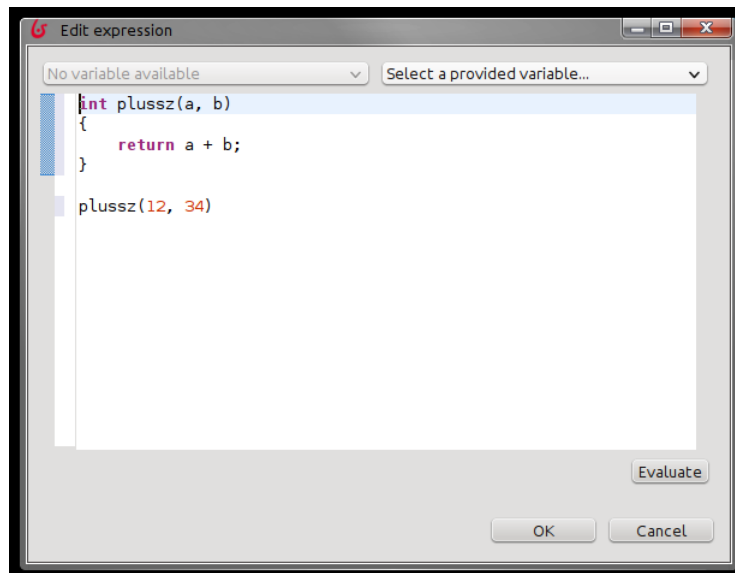 Edit expression
No variable available Select a provided variable...
int plussz(a, b)
{
    return a + b;
}
plussz(12, 34)
Evaluate
OK Cancel